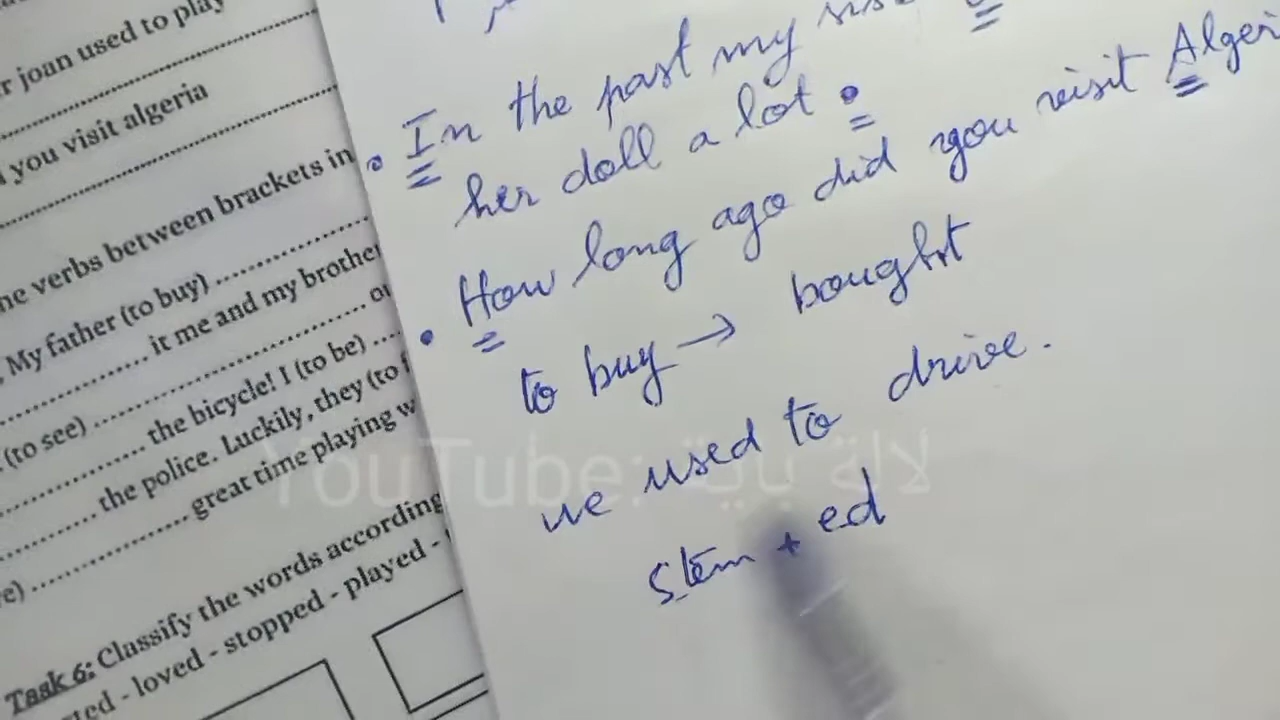 joan used to play
you visit algeria
verbs between brackets in
My father (to buy) ....................
.................... it me and my brother
(to see) ....................
.................... the bicycle! I (to be) ....
.................... the police. Luckily, they (to
.................... great time playing
Task 6: Classify the words according
- loved - stopped - played -
In the past my
her doll a lot .
How long ago did you visit Alger
to buy → bought
we used to drive.
Stem + ed
YouTube: لالة بية